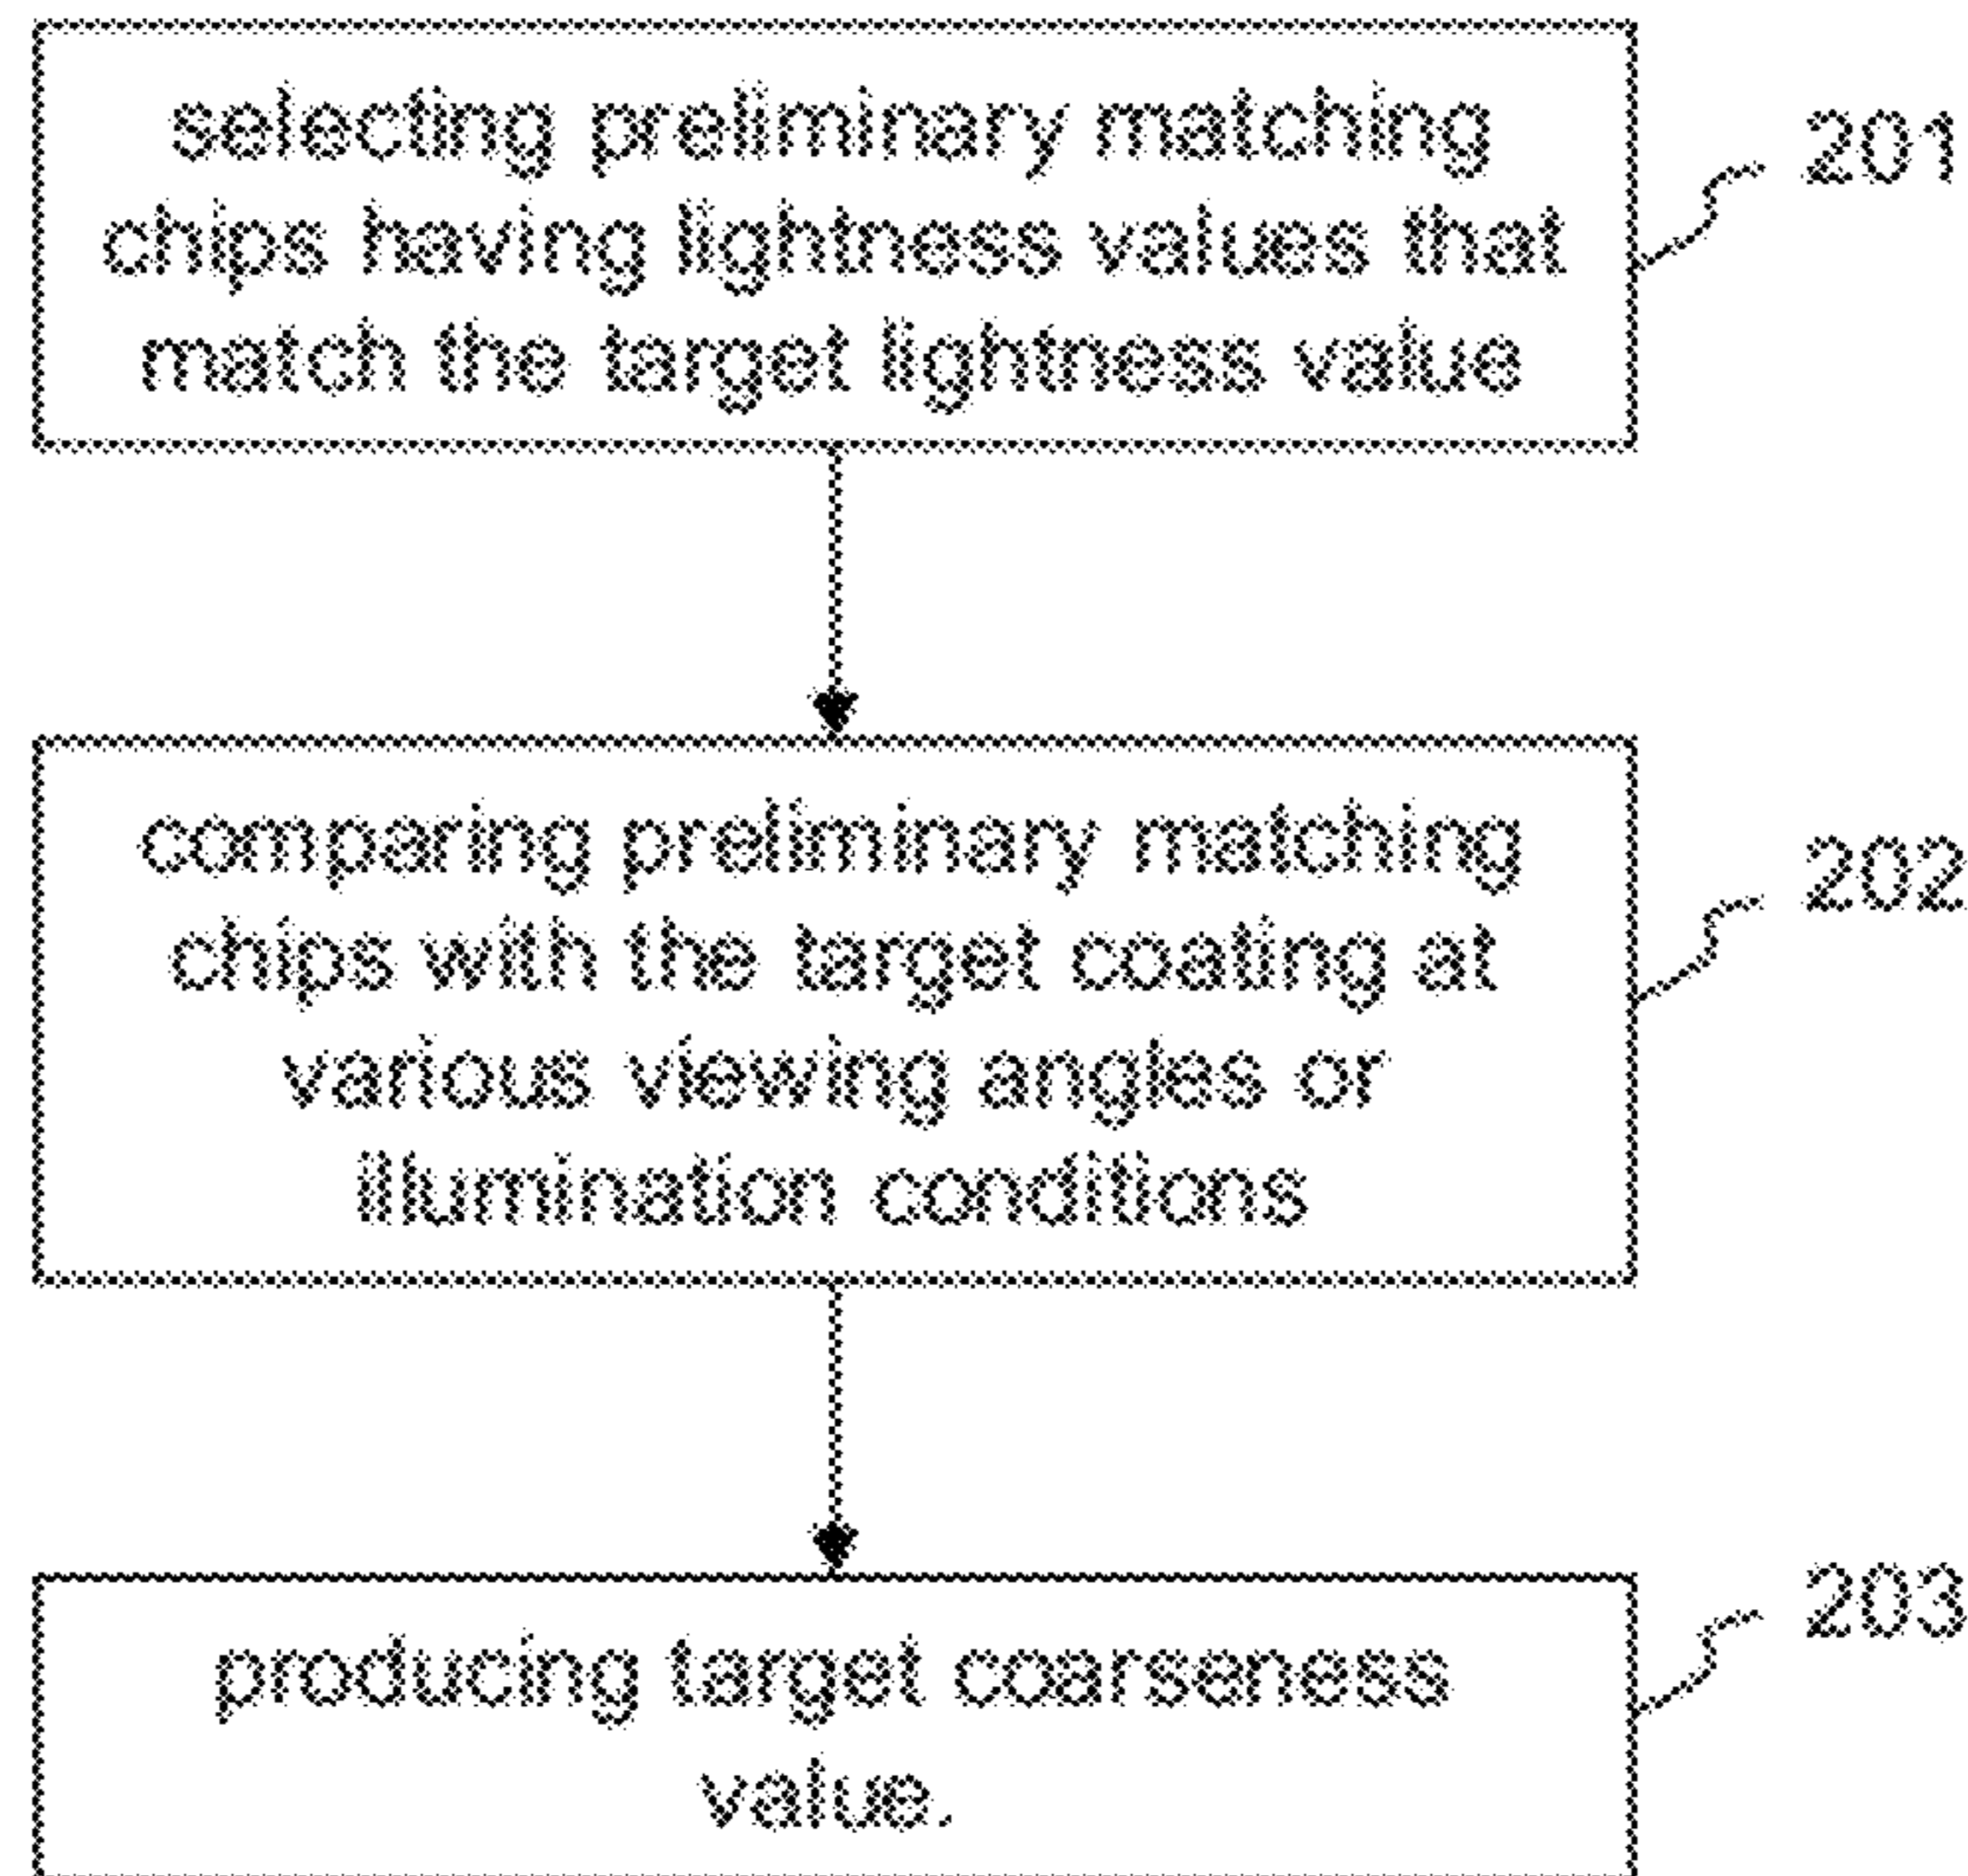 selecting preliminary matching
chips having lightness values that
match the target lightness value
201
comparing preliminary matching
chips with the target coating at
various viewing angles or
illumination conditions
202
producing target coarseness
value.
203